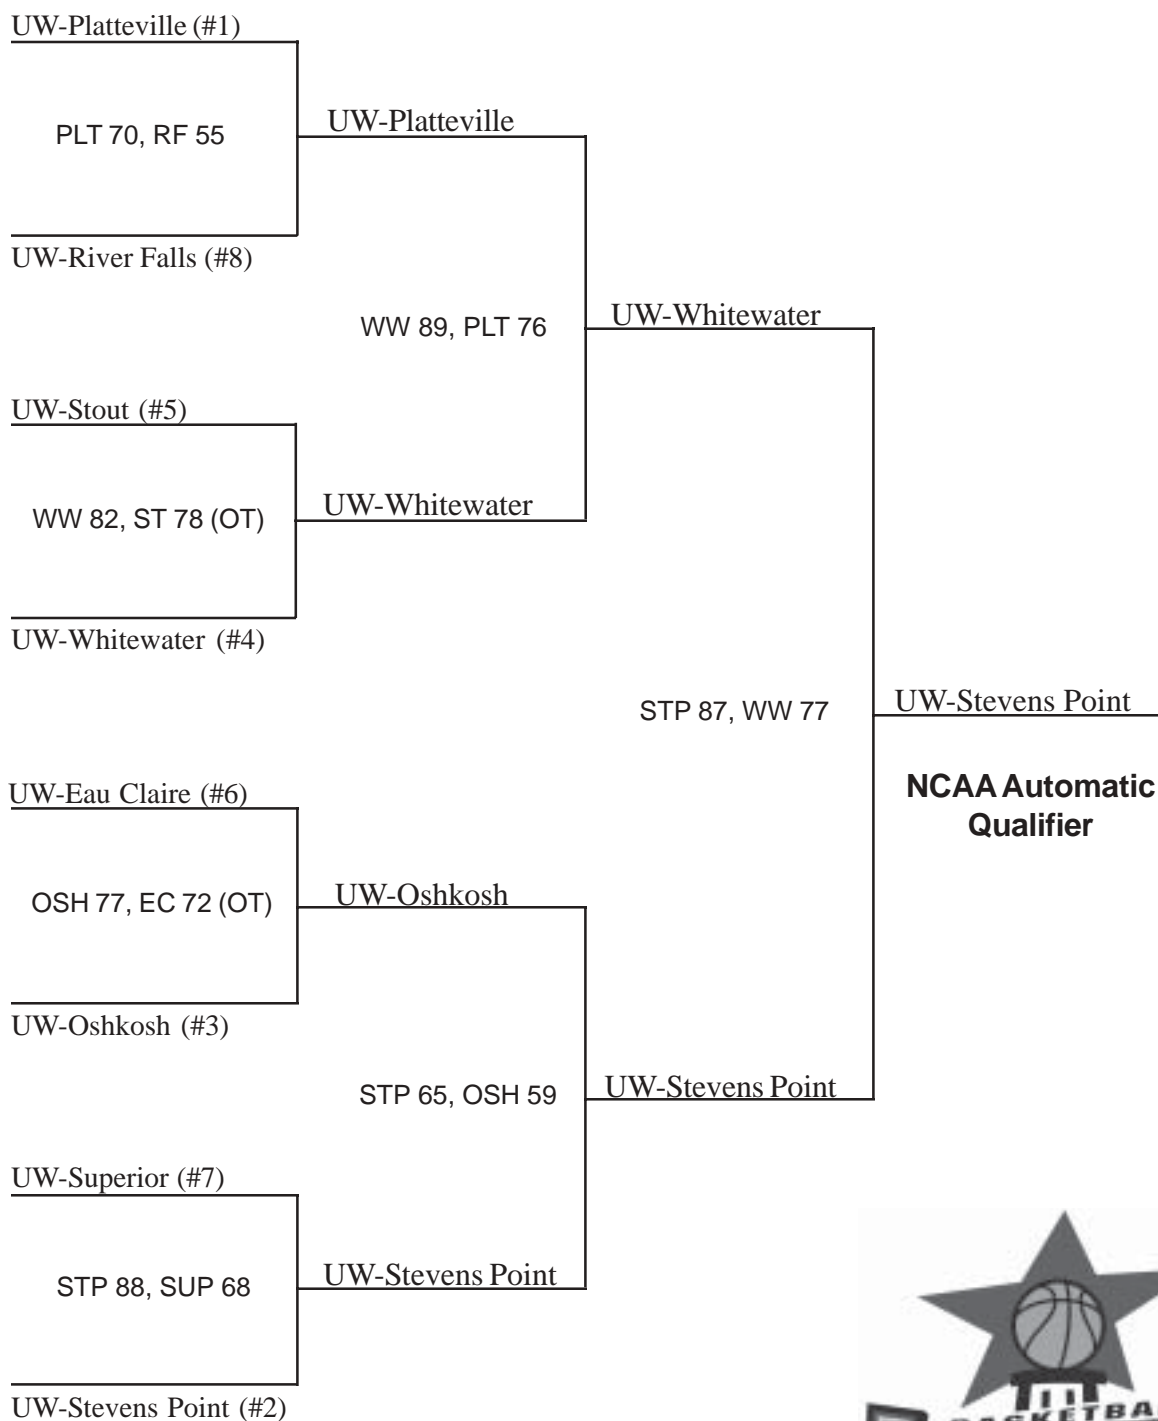 UW-Platteville (#1)
PLT 70, RF 55
UW-Platteville
UW-River Falls (#8)
WW 89, PLT 76
UW-Whitewater
UW-Stout (#5)
WW 82, ST 78 (OT)
UW-Whitewater
UW-Whitewater (#4)
STP 87, WW 77
UW-Stevens Point
NCAA Automatic
Qualifier
UW-Eau Claire (#6)
OSH 77, EC 72 (OT)
UW-Oshkosh
UW-Oshkosh (#3)
STP 65, OSH 59
UW-Stevens Point
UW-Superior (#7)
STP 88, SUP 68
UW-Stevens Point
UW-Stevens Point (#2)